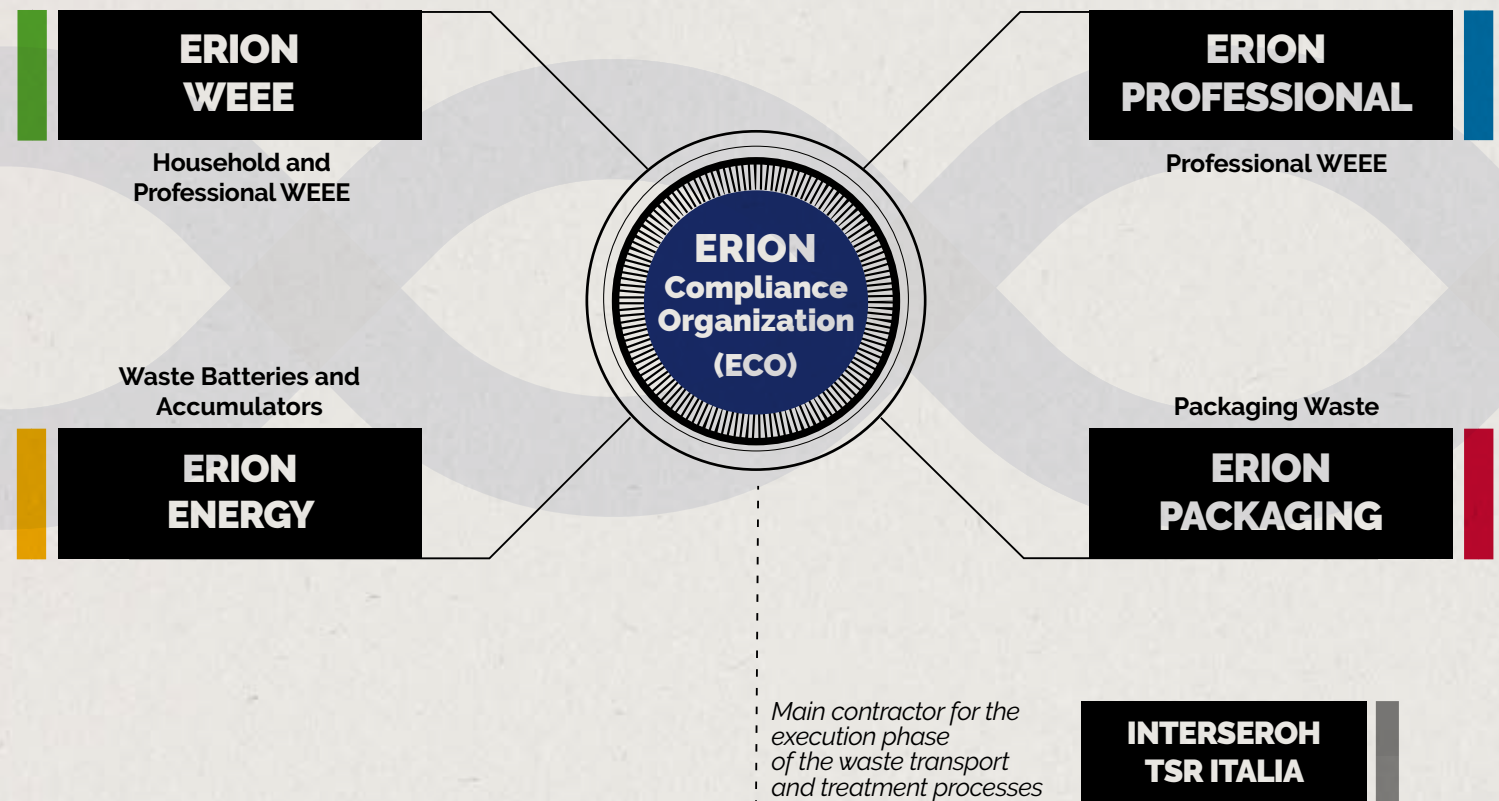 ERION
WEEE
Household and
Professional WEEE
ERION
PROFESSIONAL
Professional WEEE
ERION
Compliance
Organization
(ECO)
Waste Batteries and
Accumulators
ERION
ENERGY
Packaging Waste
ERION
PACKAGING
Main contractor for the
execution phase
of the waste transport
and treatment processes
INTERSEROH
TSR ITALIA